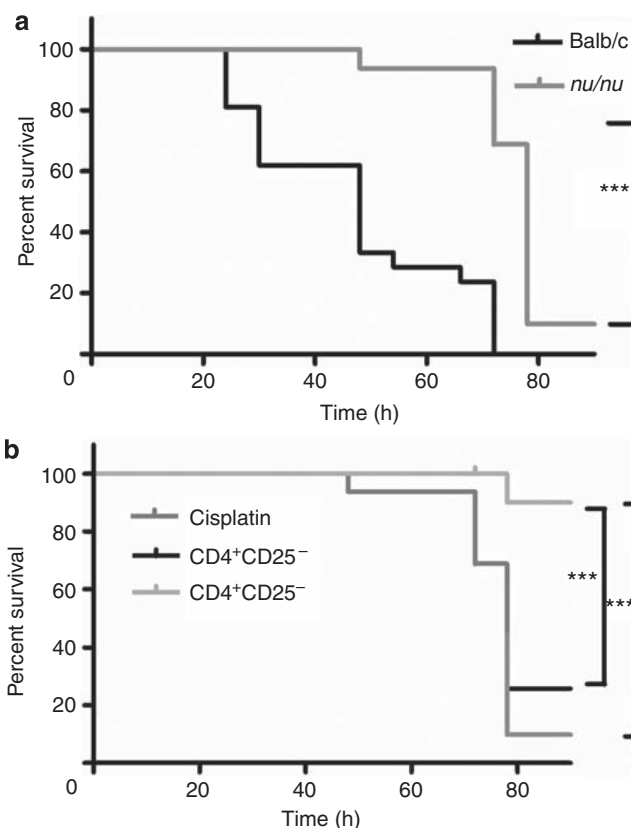 a
Percent survival
100
80
60
40
20
0
20 40 60 80
Time (h)
Balb/c
nu/nu
***
b
Percent survival
100
80
60
40
20
0
20 40 60 80
Time (h)
Cisplatin
CD4⁺CD25⁻
CD4⁺CD25⁻
***
***